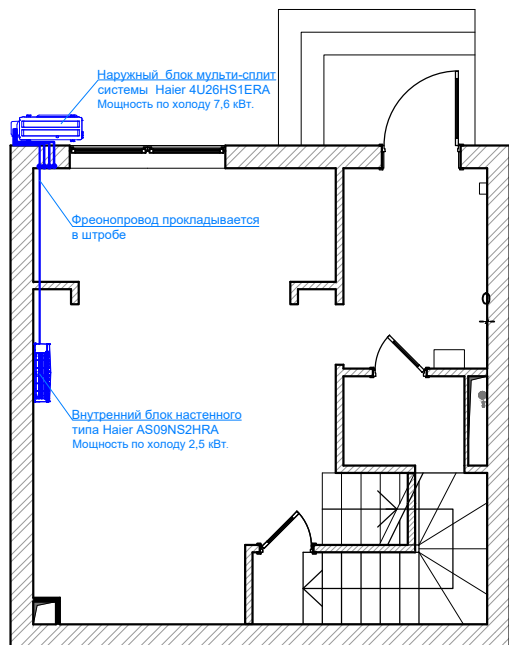 Наружный блок мульти-сплит
системы Haier 4U26HS1ERA
Мощность по холоду 7,6 кВт.
Фреонопровод прокладывается
в штробе
Внутренний блок настенного
типа Haier AS09NS2HRA
Мощность по холоду 2,5 кВт.